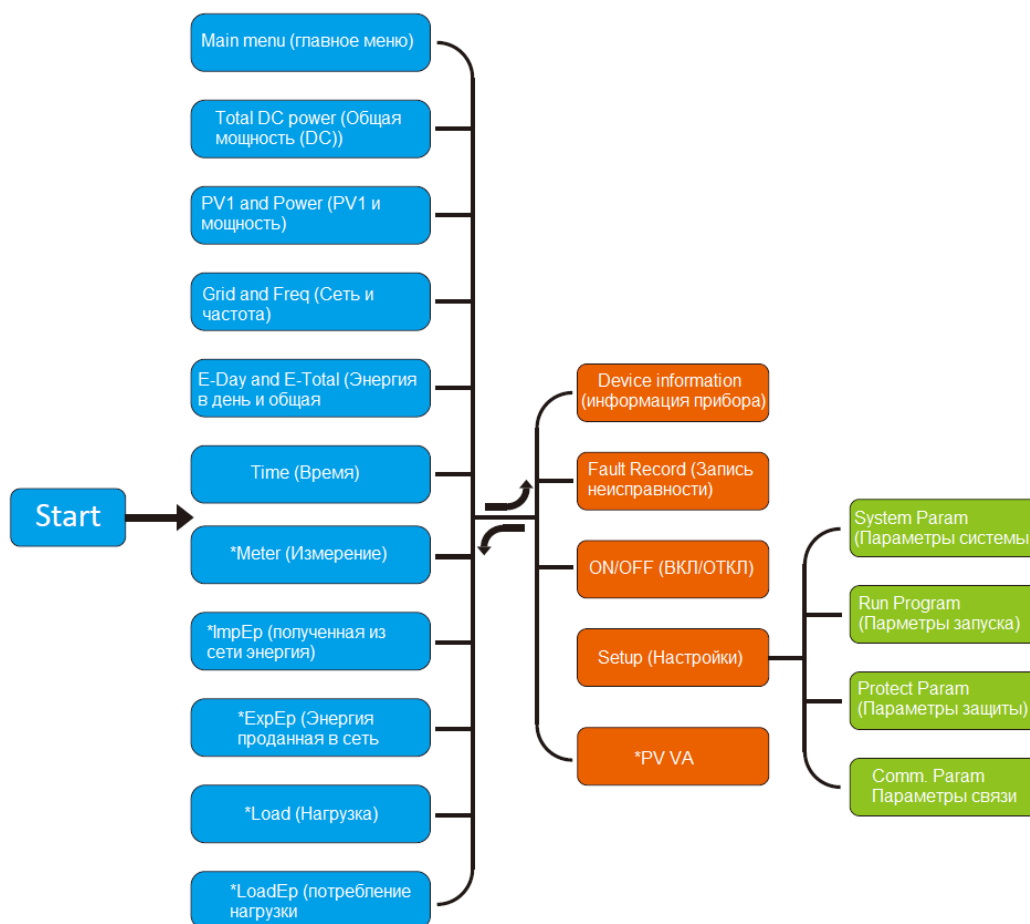 Main menu (главное меню)
Total DC power (Общая
мощность (DC))
PV1 and Power (PV1 и
мощность)
Grid and Freq (Сеть и
частота)
E-Day and E-Total (Энергия
в день и общая
Time (Время)
Start
*Meter (Измерение)
*ImpEp (полученная из
сети энергия)
*ExpEp (Энергия
проданная в сеть
*Load (Нагрузка)
*LoadEp (потребление
нагрузки
Device information
(информация прибора)
Fault Record (Запись
неисправности)
ON/OFF (ВКЛ/ОТКЛ)
Setup (Настройки)
*PV VA
System Param
(Параметры системы
Run Program
(Парметры запуска)
Protect Param
(Параметры защиты)
Comm. Param
Параметры связи